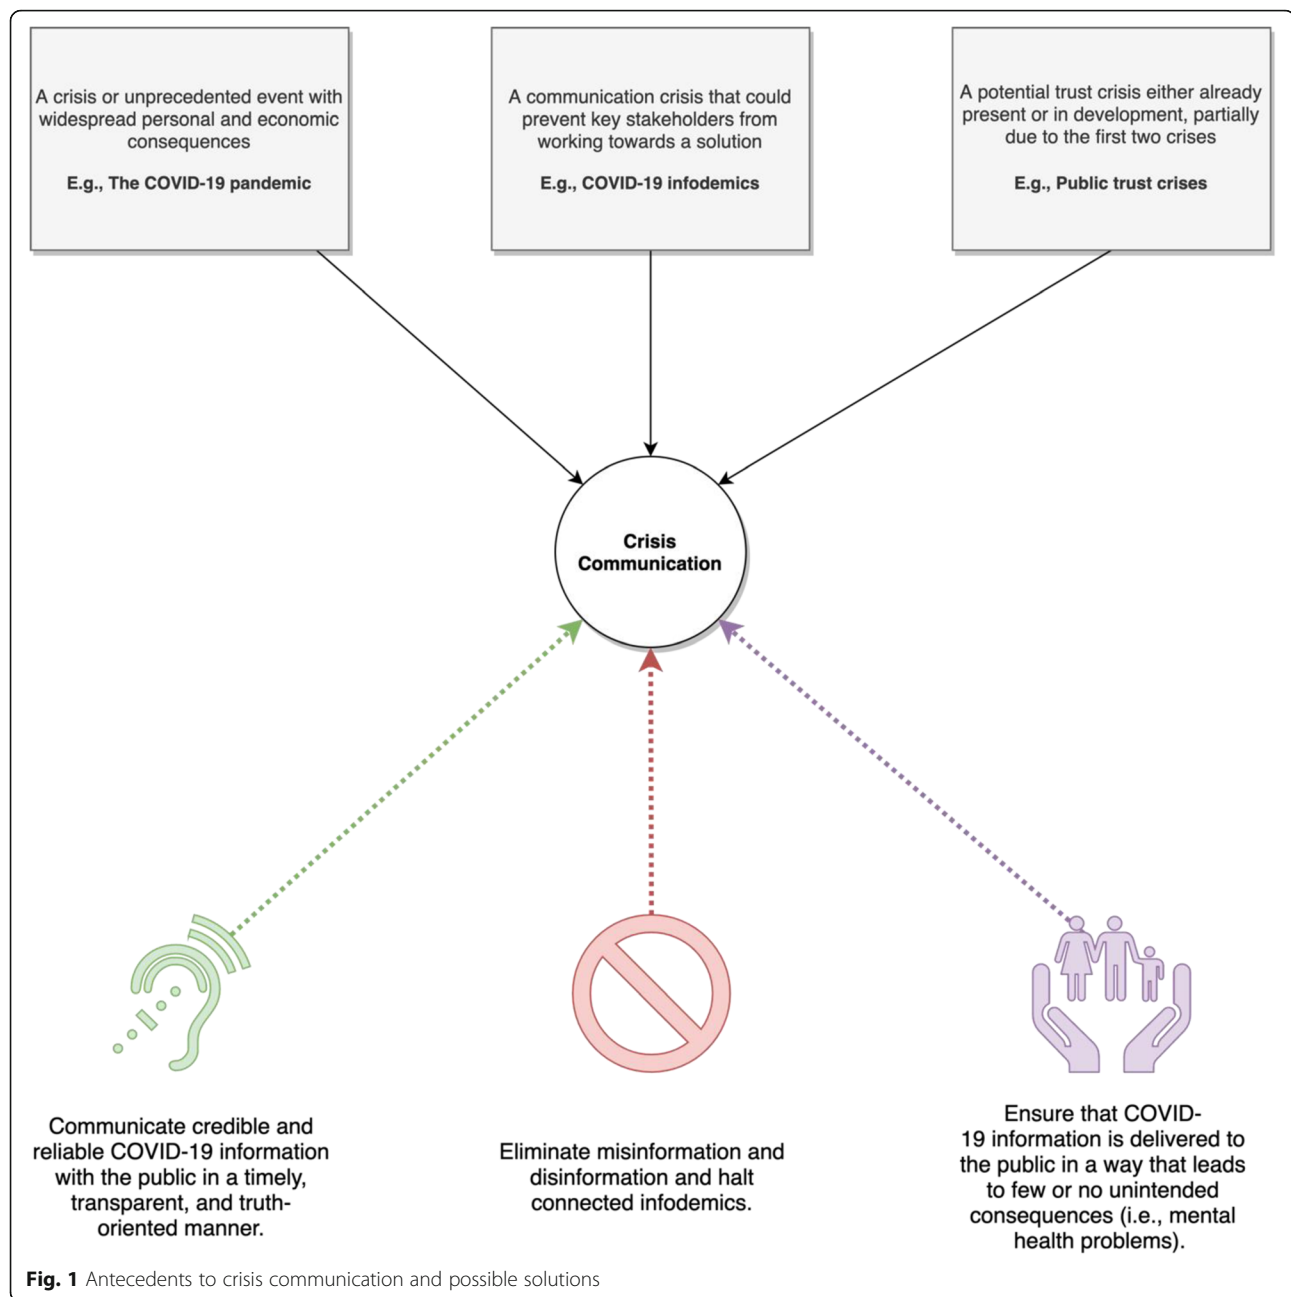 A crisis or unprecedented event with
widespread personal and economic
consequences
E.g., The COVID-19 pandemic
A communication crisis that could
prevent key stakeholders from
working towards a solution
E.g., COVID-19 infodemics
A potential trust crisis either already
present or in development, partially
due to the first two crises
E.g., Public trust crises
Crisis
Communication
Communicate credible and
reliable COVID-19 information
with the public in a timely,
transparent, and truth-
oriented manner.
Eliminate misinformation and
disinformation and halt
connected infodemics.
Ensure that COVID-
19 information is delivered to
the public in a way that leads
to few or no unintended
consequences (i.e., mental
health problems).
Fig. 1 Antecedents to crisis communication and possible solutions